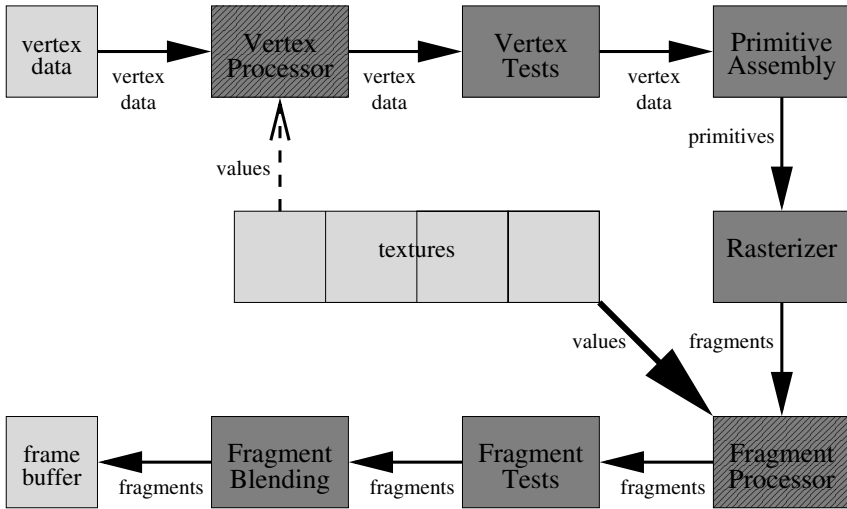 vertex
data
vertex
data
Vertex
Processor
vertex
data
Vertex
Tests
vertex
data
Primitive
Assembly
primitives
values
textures
Rasterizer
values
fragments
frame
buffer
fragments
Fragment
Blending
fragments
Fragment
Tests
fragments
Fragment
Processor